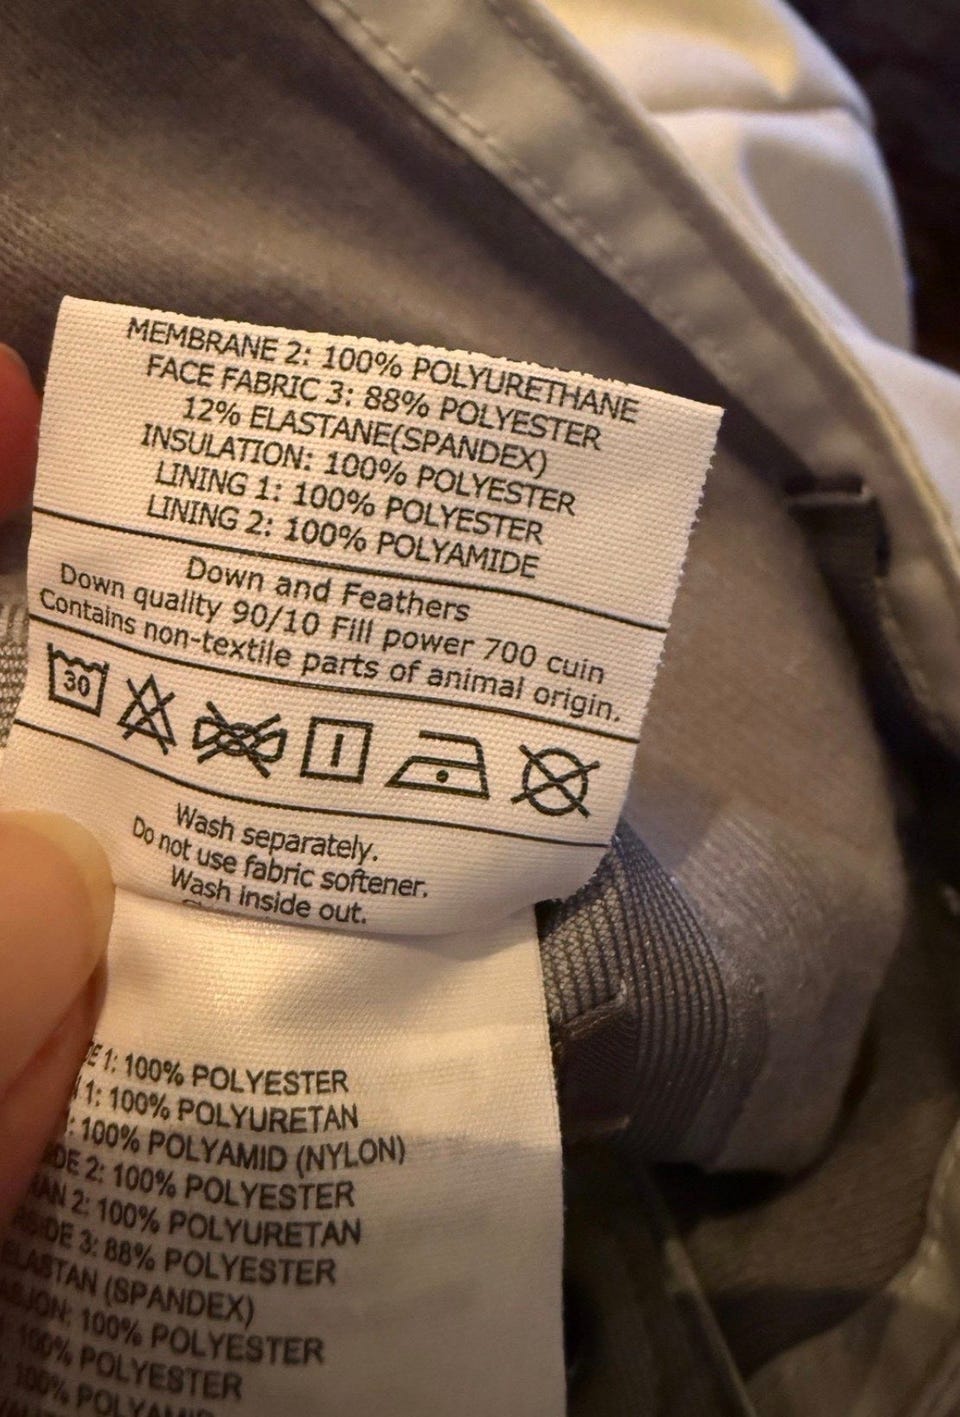 MEMBRANE 2: 100% POLYURETHANE
FACE FABRIC 3: 88% POLYESTER
12% ELASTANE(SPANDEX)
INSULATION: 100% POLYESTER
LINING 1: 100% POLYESTER
LINING 2: 100% POLYAMIDE
Down and Feathers
Down quality 90/10 Fill power 700 cuin
Contains non-textile parts of animal origin.
30
Wash separately.
Do not use fabric softener.
Wash inside out.
1: 100% POLYESTER
1: 100% POLYURETAN
: 100% POLYAMID (NYLON)
2: 100% POLYESTER
2: 100% POLYURETAN
3: 88% POLYESTER
(SPANDEX)
100% POLYESTER
100% POLYESTER
100%